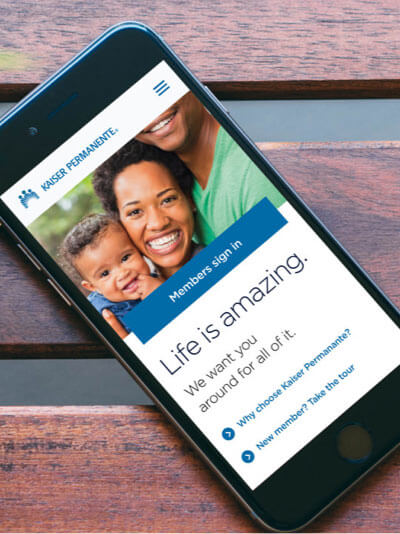 KAISER PERMANENTE®
Members sign in
Life is amazing.
We want you
around for all of it.
Why choose Kaiser Permanante?
New member? Take the tour